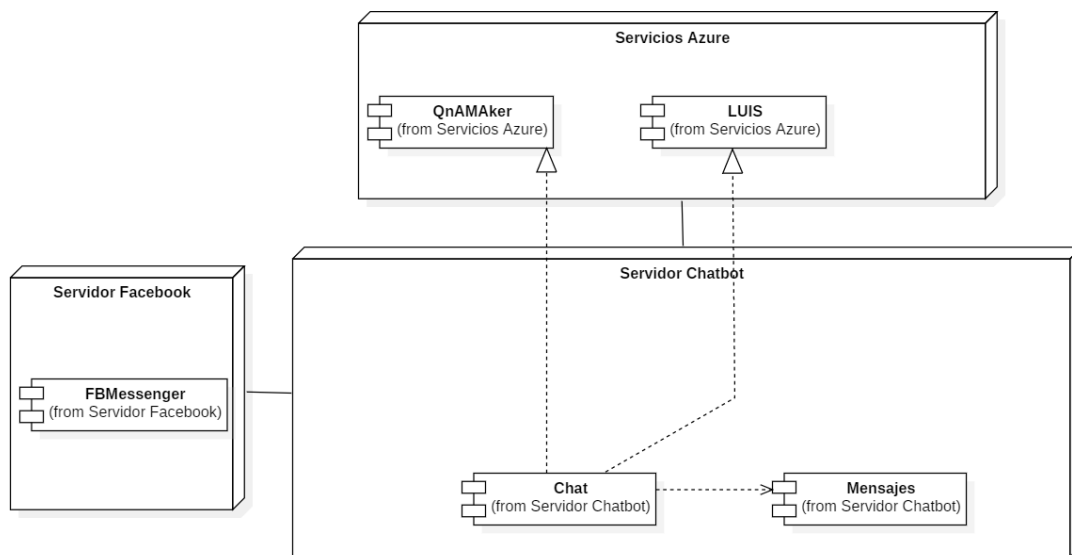 Servicios Azure
QnAMAker
(from Servicios Azure)
LUIS
(from Servicios Azure)
Servidor Chatbot
Servidor Facebook
FBMessenger
(from Servidor Facebook)
Chat
(from Servidor Chatbot)
Mensajes
(from Servidor Chatbot)